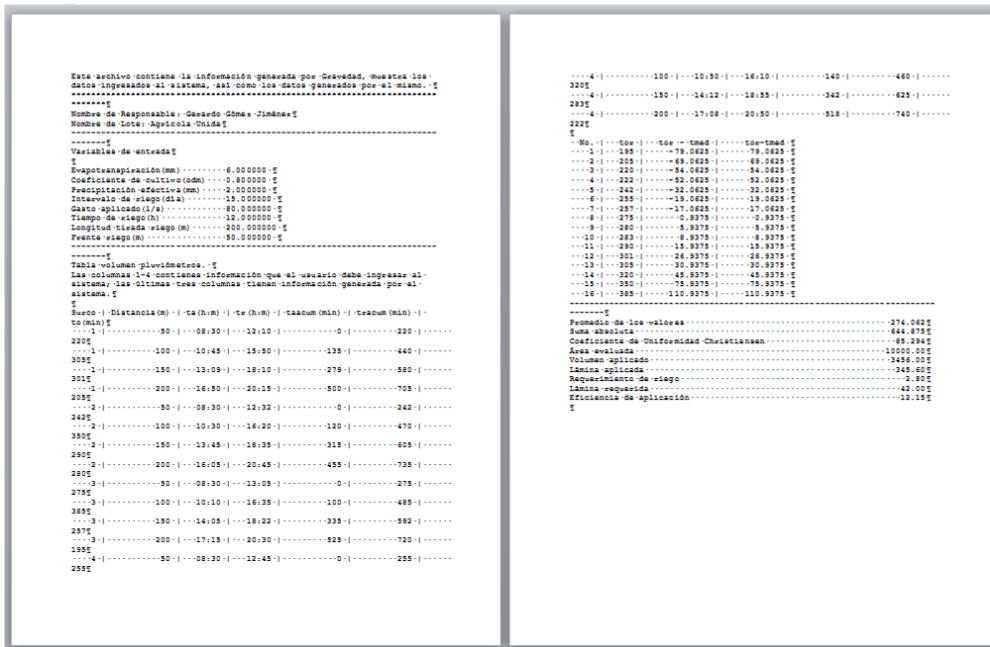 Este archivo contiene la información generada por Gravedad, muestra los
datos ingresados al sistema, así como los datos generados por el mismo. ¶
*************************************************************************
*******¶
Nombre de Responsable: Gerardo Gómez Jiménez¶
Nombre de Lote: Agrícola Unida¶
-------------------------------------------------------------------------
-------¶
Variables de entrada¶
¶
Evapotranspiración(mm) 6.000000 ¶
Coeficiente de cultivo(odm) 0.800000 ¶
Precipitación efectiva(mm) 2.000000 ¶
Intervalo de riego(día) 15.000000 ¶
Gasto aplicado(l/s) 80.000000 ¶
Tiempo de riego(h) 12.000000 ¶
Longitud tirada riego(m) 200.000000 ¶
Frente riego(m) 50.000000 ¶
-------------------------------------------------------------------------
-------¶
Tabla volumen pluviómetros. ¶
Las columnas 1-4 contienes información que el usuario debe ingresar al
sistema; las últimas tres columnas tienen información generada por el
sistema.¶
¶
Surco | Distancia(m) | ta(h:m) | tr(h:m) | taacum(min) | tracum(min) |
to(min)¶
1 | 50 | 08:30 | 12:10 | 0 | 220 |
220¶
1 | 100 | 10:45 | 15:50 | 135 | 440 |
305¶
1 | 150 | 13:09 | 18:10 | 279 | 580 |
301¶
1 | 200 | 16:50 | 20:15 | 500 | 705 |
205¶
2 | 50 | 08:30 | 12:32 | 0 | 242 |
242¶
2 | 100 | 10:30 | 16:20 | 120 | 470 |
350¶
2 | 150 | 13:45 | 18:35 | 315 | 605 |
290¶
2 | 200 | 16:05 | 20:45 | 455 | 735 |
280¶
3 | 50 | 08:30 | 13:05 | 0 | 275 |
275¶
3 | 100 | 10:10 | 16:35 | 100 | 485 |
385¶
3 | 150 | 14:05 | 18:22 | 335 | 592 |
257¶
3 | 200 | 17:15 | 20:30 | 525 | 720 |
195¶
4 | 50 | 08:30 | 12:45 | 0 | 255 |
255¶
4 | 100 | 10:50 | 16:10 | 140 | 460 |
320¶
4 | 150 | 14:12 | 18:55 | 342 | 625 |
283¶
4 | 200 | 17:08 | 20:50 | 518 | 740 |
222¶
¶
No. | tor | tor - tmed | tor-tmed ¶
1 | 195 | -79.0625 | 79.0625 ¶
2 | 205 | -69.0625 | 69.0625 ¶
3 | 220 | -54.0625 | 54.0625 ¶
4 | 222 | -52.0625 | 52.0625 ¶
5 | 242 | -32.0625 | 32.0625 ¶
6 | 255 | -19.0625 | 19.0625 ¶
7 | 257 | -17.0625 | 17.0625 ¶
8 | 275 | 0.9375 | 0.9375 ¶
9 | 280 | 5.9375 | 5.9375 ¶
10 | 283 | 8.9375 | 8.9375 ¶
11 | 290 | 15.9375 | 15.9375 ¶
12 | 301 | 26.9375 | 26.9375 ¶
13 | 305 | 30.9375 | 30.9375 ¶
14 | 320 | 45.9375 | 45.9375 ¶
15 | 350 | 75.9375 | 75.9375 ¶
16 | 385 | 110.9375 | 110.9375 ¶
-------------------------------------------------------------------------
-------¶
Promedio de los valores 274.062¶
Suma absoluta 644.875¶
Coeficiente de Uniformidad Christiansen 85.294¶
Área evaluada 10000.00¶
Volumen aplicado 3456.00¶
Lámina aplicada 345.60¶
Requerimiento de riego 2.80¶
Lámina requerida 42.00¶
Eficiencia de aplicación 12.15¶
¶